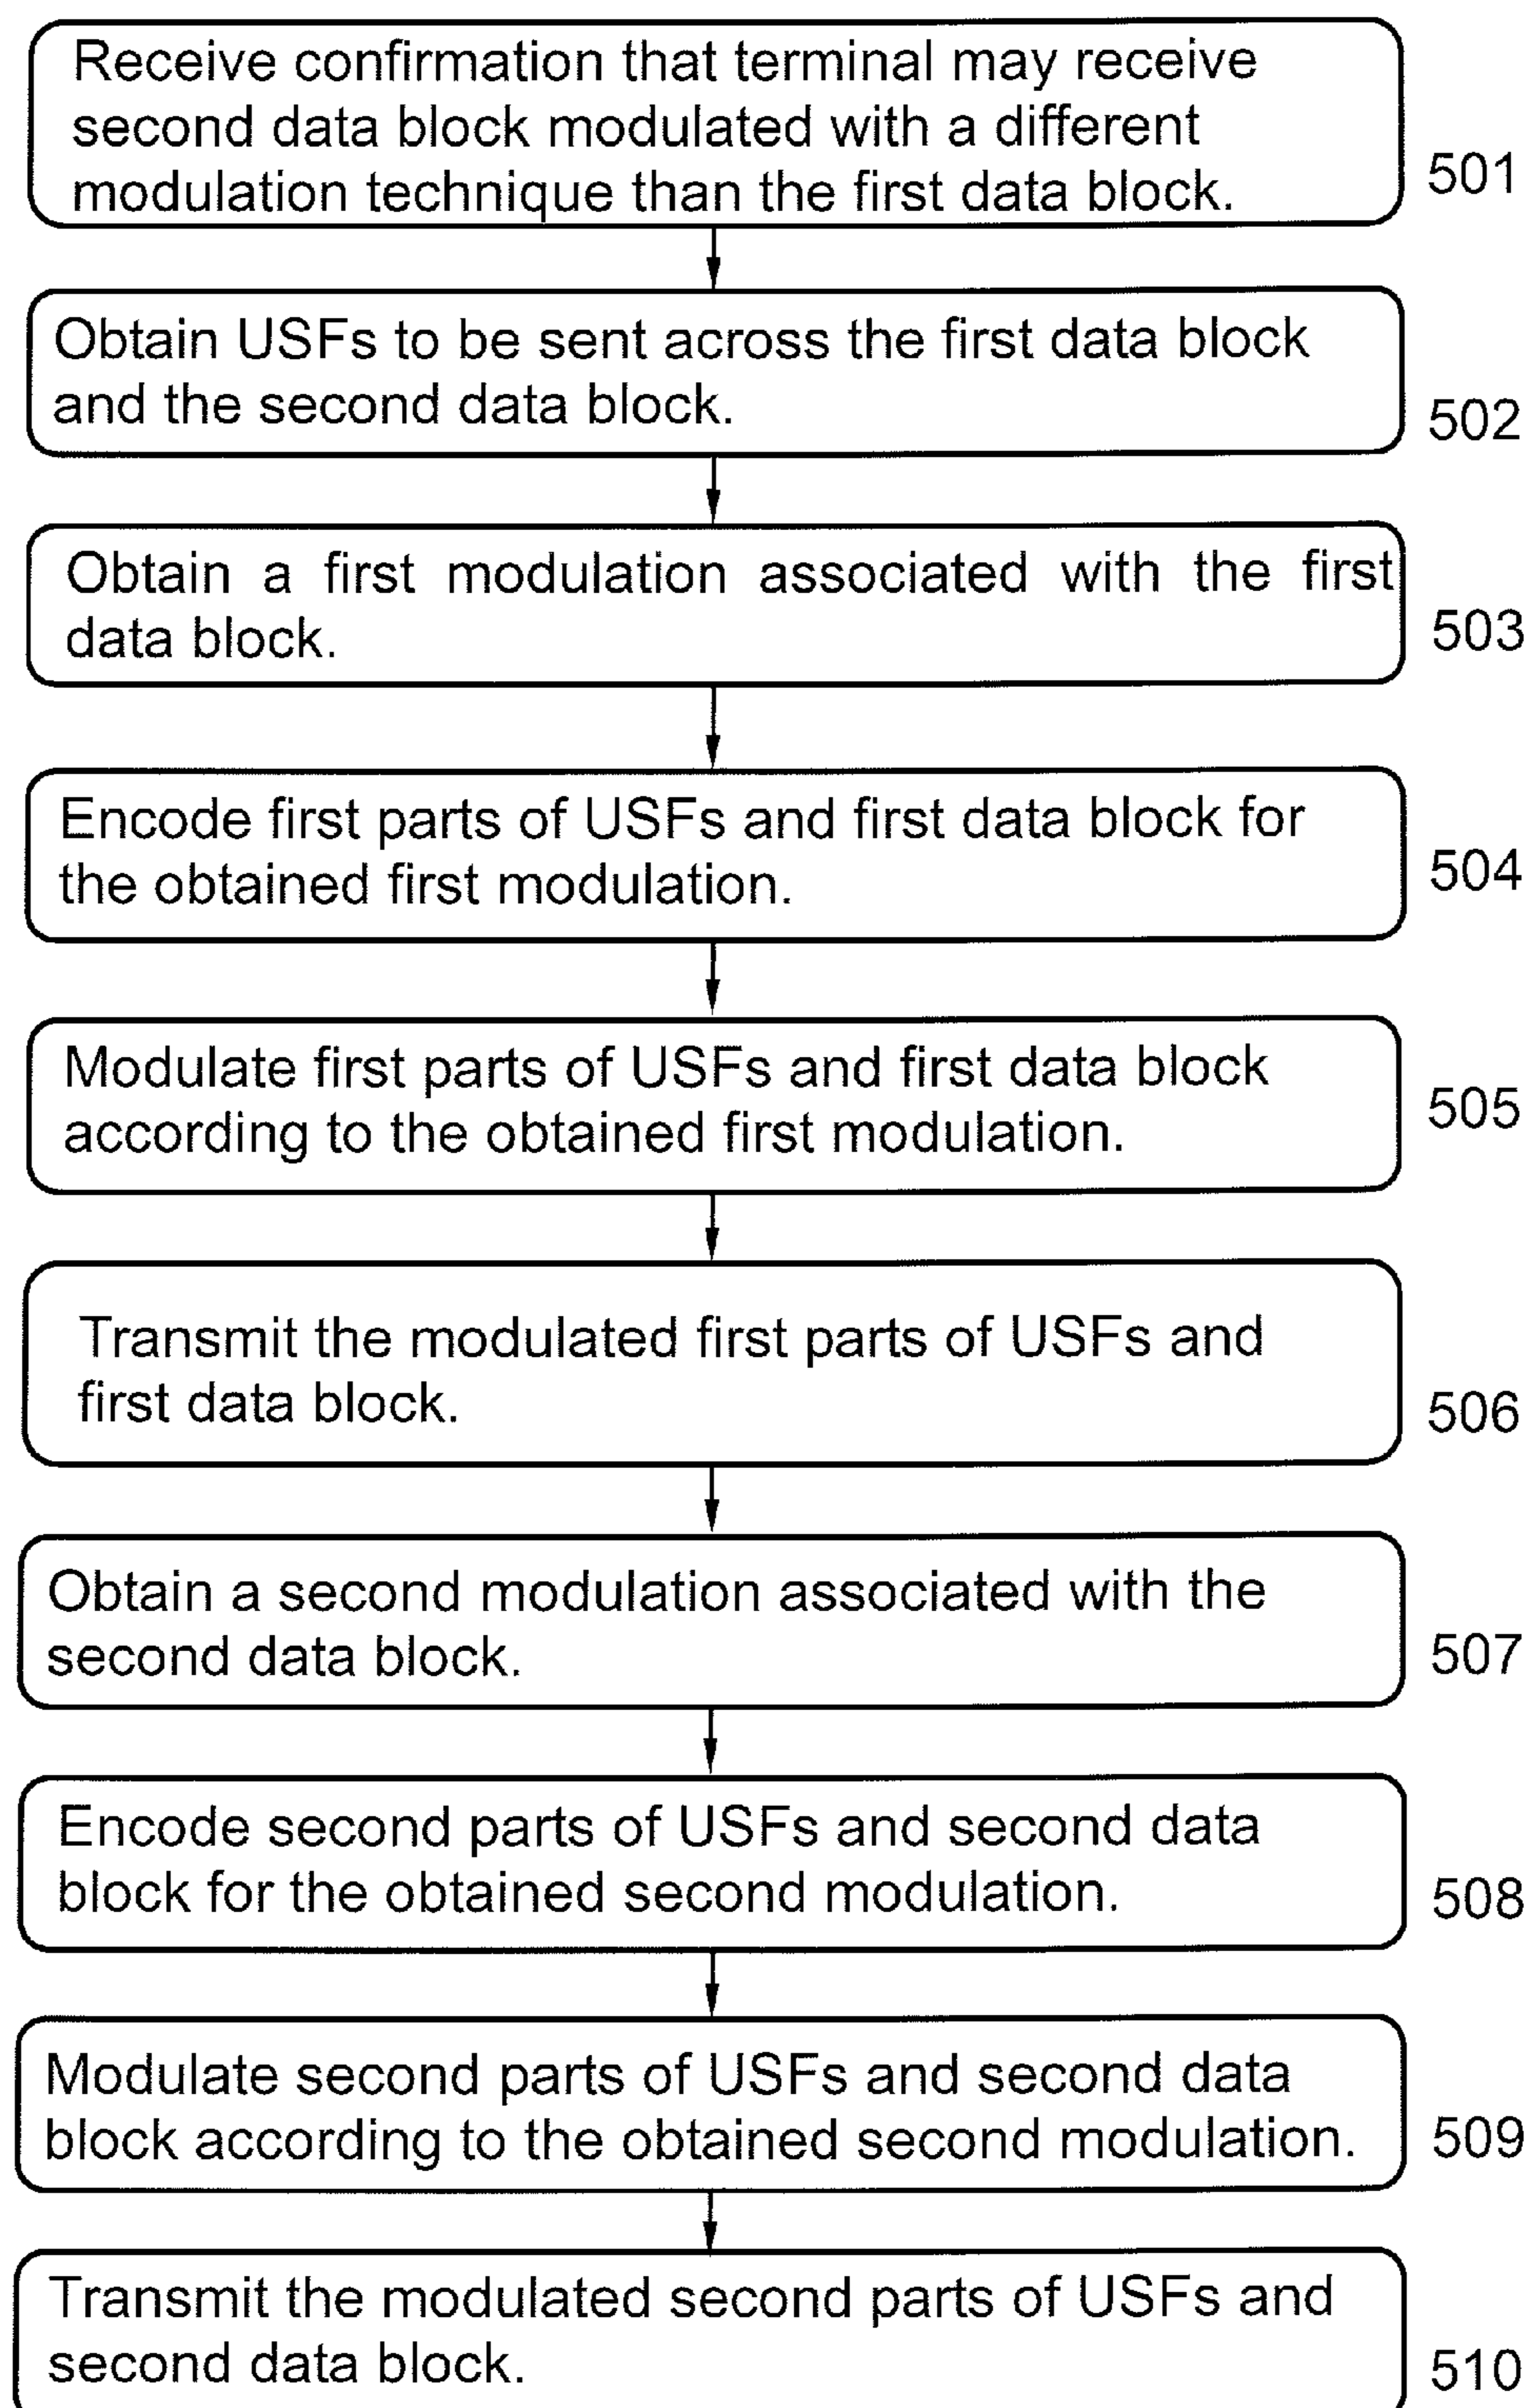 Receive confirmation that terminal may receive
second data block modulated with a different
modulation technique than the first data block.
501
Obtain USFs to be sent across the first data block
and the second data block.
502
Obtain a first modulation associated with the first
data block.
503
Encode first parts of USFs and first data block for
the obtained first modulation.
504
Modulate first parts of USFs and first data block
according to the obtained first modulation.
505
Transmit the modulated first parts of USFs and
first data block.
506
Obtain a second modulation associated with the
second data block.
507
Encode second parts of USFs and second data
block for the obtained second modulation.
508
Modulate second parts of USFs and second data
block according to the obtained second modulation.
509
Transmit the modulated second parts of USFs and
second data block.
510